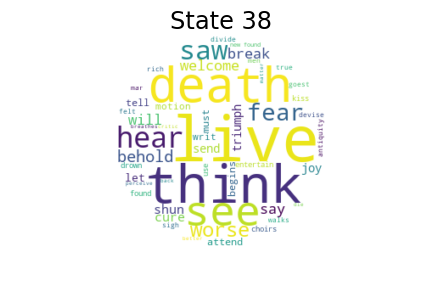 State 38
divide
saw break
new found
men
welcome
matter
true
rich
death
guest
kiss
mar
tell
motion
fear
devise
felt
will
must
triumph
antiquity
breathes
live
hear
writ
send
behold
entertain
joy
drown
use
begins
think
let
perceive
found
shun
see
say
cure
walks
sigh
worse
choirs
attend